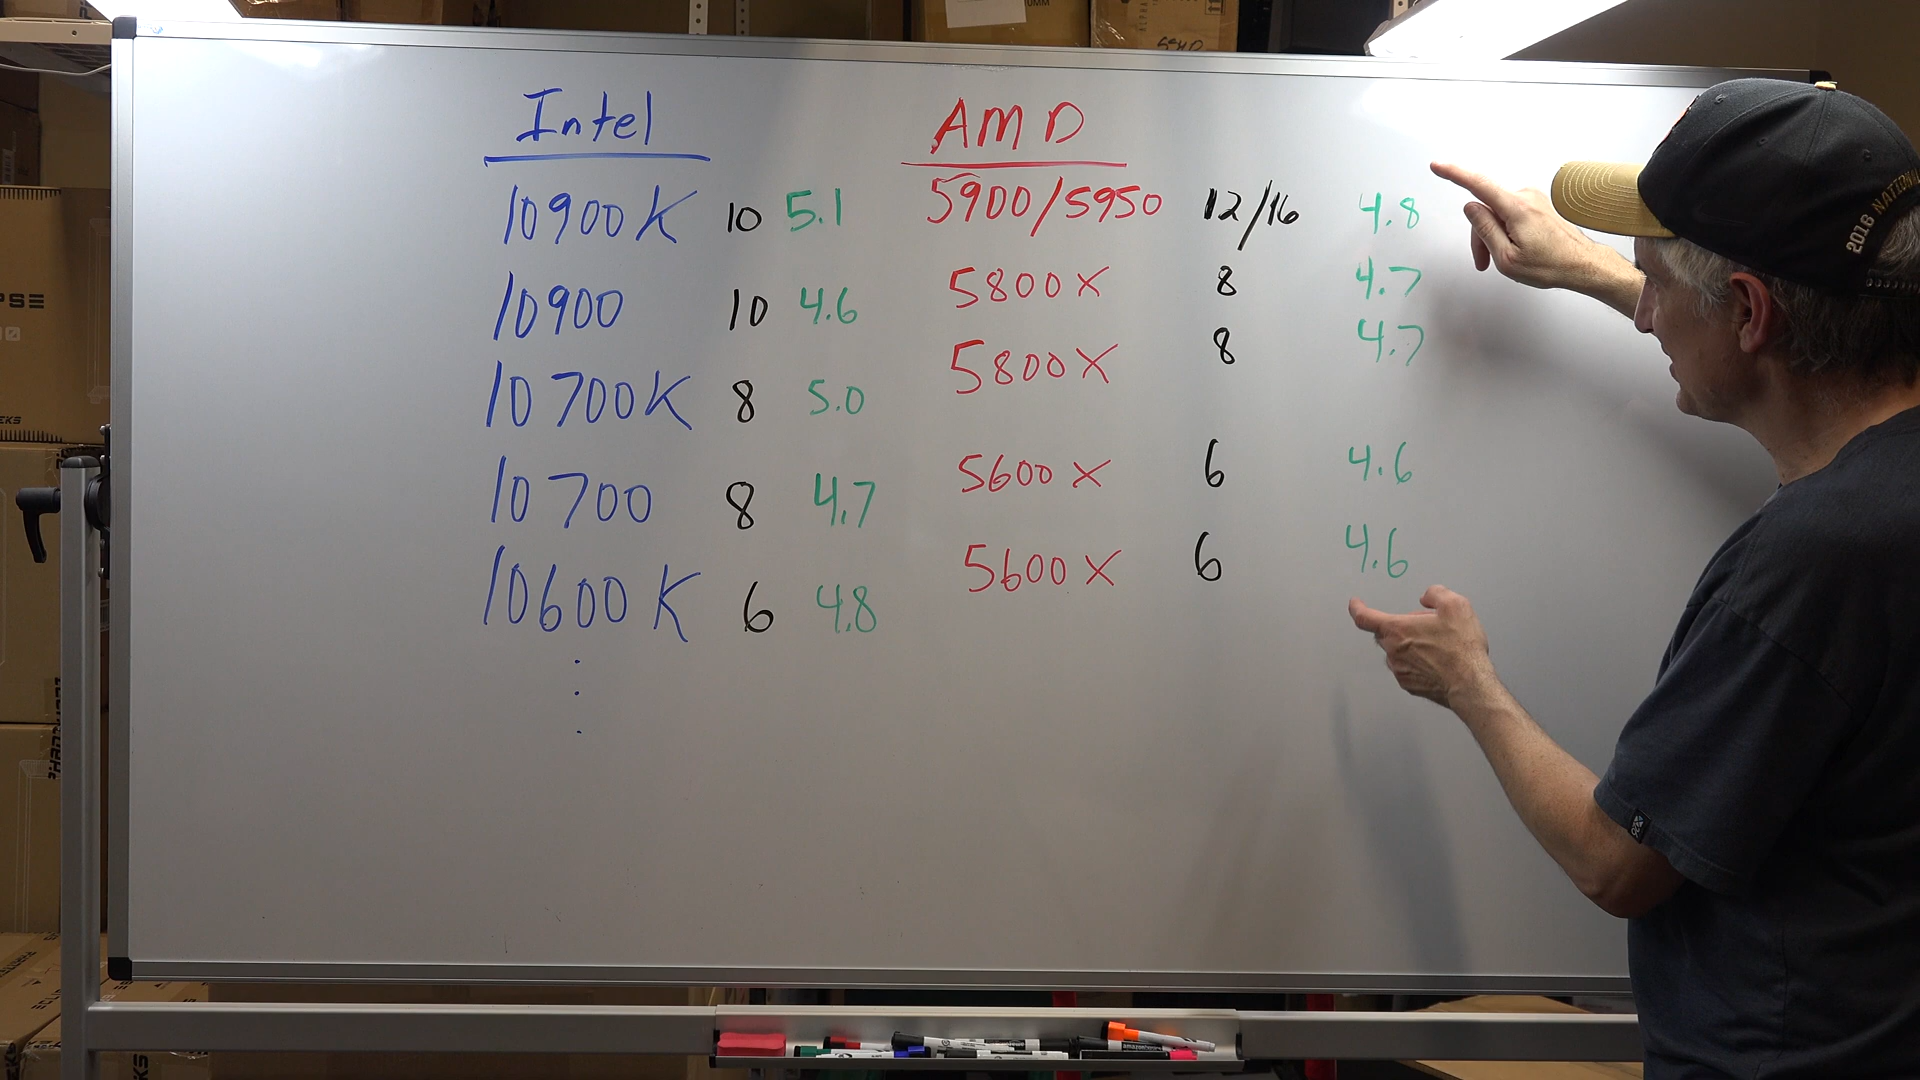 Intel AMD
10900K 10 5.1 5900/5950 12/16 4.8
10900 10 4.6 5800X 8 4.7
10700K 8 5.0 5800X 8 4.7
10700 8 4.7 5600X 6 4.6
10600K 6 4.8 5600X 6 4.6
2018 NATIONAL